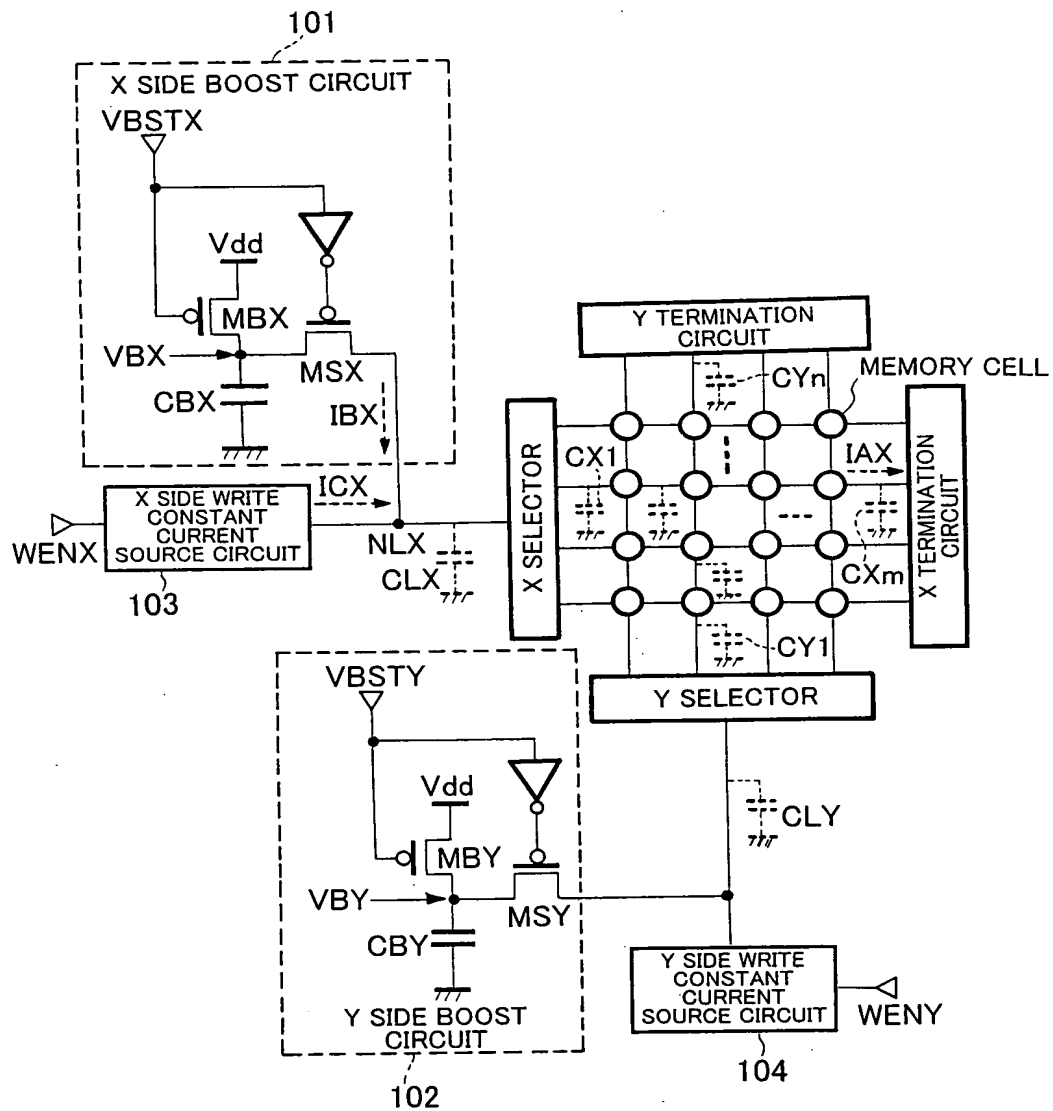 101
X SIDE BOOST CIRCUIT
VBSTX
Vdd
MBX
VBX
MSX
CBX
IBX
ICX
X SIDE WRITE
CONSTANT
CURRENT
SOURCE CIRCUIT
WENX
103
NLX
CLX
X SELECTOR
Y TERMINATION
CIRCUIT
CYn
MEMORY CELL
CX1
IAX
X TERMINATION
CIRCUIT
CXm
CY1
Y SELECTOR
VBSTY
Vdd
MBY
VBY
MSY
CBY
Y SIDE BOOST
CIRCUIT
102
CLY
Y SIDE WRITE
CONSTANT
CURRENT
SOURCE CIRCUIT
WENY
104